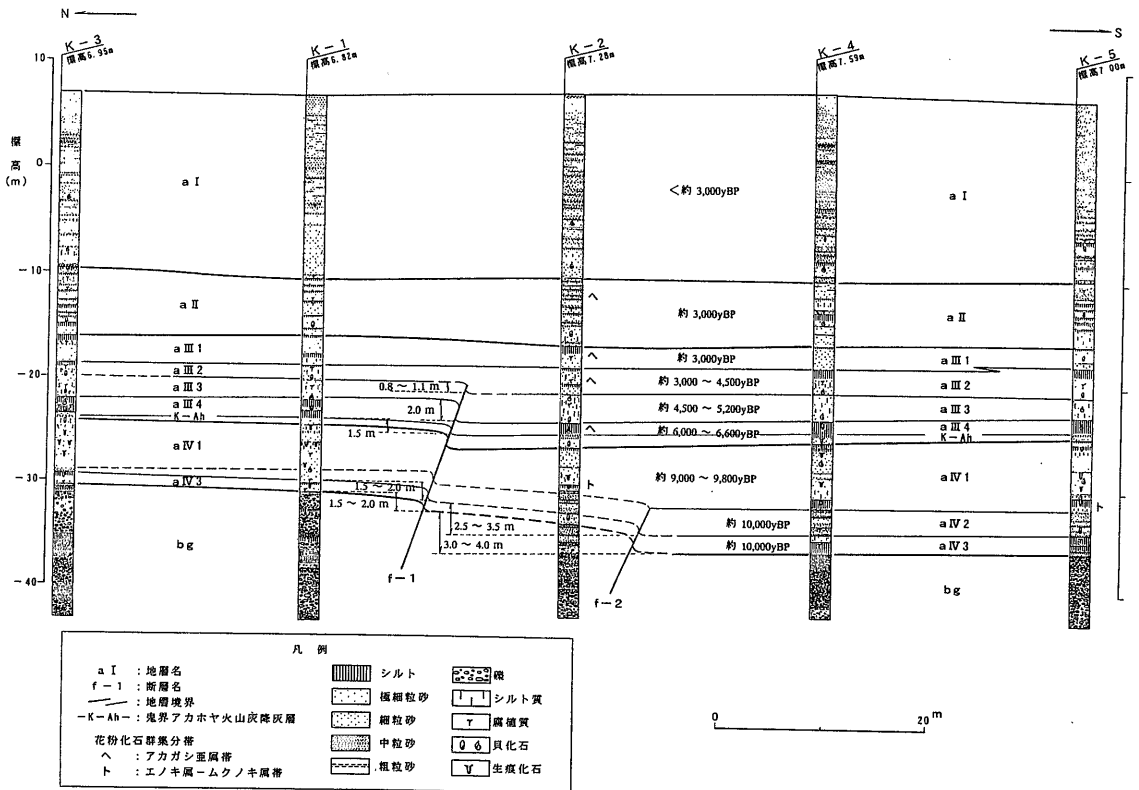 N
S
K-3
標高6.95m
K-1
標高6.82m
K-2
標高7.28m
K-4
標高7.59m
K-5
標高7.00m
10
0
-10
-20
-30
-40
標高
(m)
a I
<約 3,000yBP
a I
a II
ヘ
約 3,000yBP
a II
a III 1
ヘ
約 3,000yBP
a III 1
a III 2
0.8 ~ 1.1 m
ヘ
約 3,000 ~ 4,500yBP
a III 2
a III 3
2.0 m
約 4,500 ~ 5,200yBP
a III 3
a III 4
ヘ
約 6,000 ~ 6,600yBP
a III 4
K-Ah
1.5 m
K-Ah
a IV 1
ト
約 9,000 ~ 9,800yBP
a IV 1
a IV 3
1.5 ~ 2.0 m
1.5 ~ 2.0 m
2.5 ~ 3.5 m
3.0 ~ 4.0 m
約 10,000yBP
a IV 2
ト
約 10,000yBP
a IV 3
bg
f-1
f-2
bg
凡 例
a I : 地層名
f-1 : 断層名
: 地層境界
-K-Ah- : 鬼界アカホヤ火山灰降灰層
花粉化石群集分帯
ヘ : アカガシ亜属帯
ト : エノキ属-ムクノキ属帯
シルト
極細粒砂
細粒砂
中粒砂
粗粒砂
礫
シルト質
腐植質
貝化石
生痕化石
0
20 m